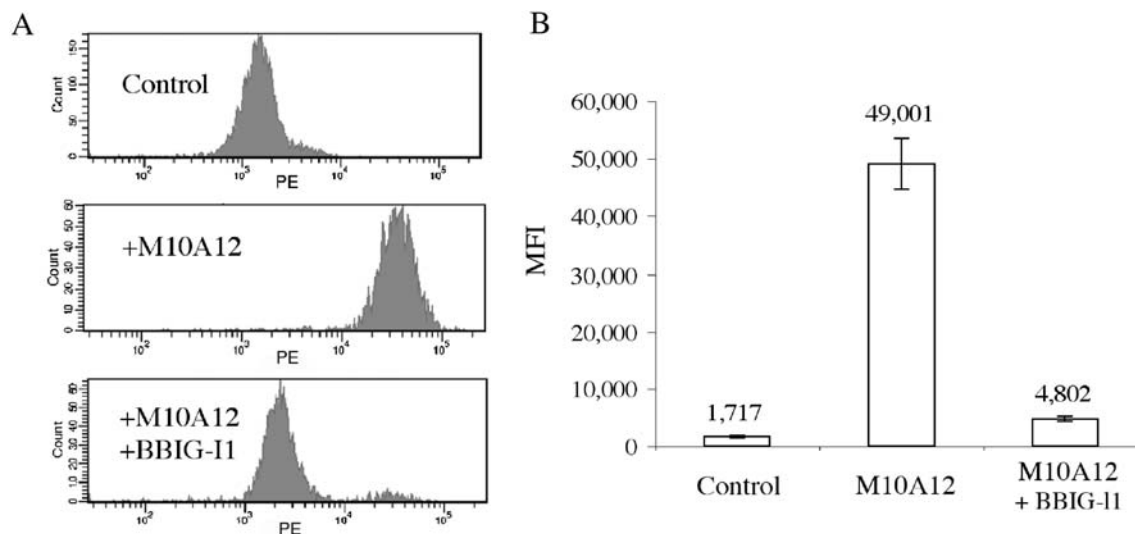 A
Control
Count
150
100
50
0
10²
10³
10⁴
10⁵
PE
+M10A12
Count
60
50
40
30
20
10
0
10²
10³
10⁴
10⁵
PE
+M10A12
+BBIG-I1
Count
60
50
40
30
20
10
0
10²
10³
10⁴
10⁵
PE
B
MFI
60,000
50,000
40,000
30,000
20,000
10,000
0
1,717
49,001
4,802
Control
M10A12
M10A12
+ BBIG-I1